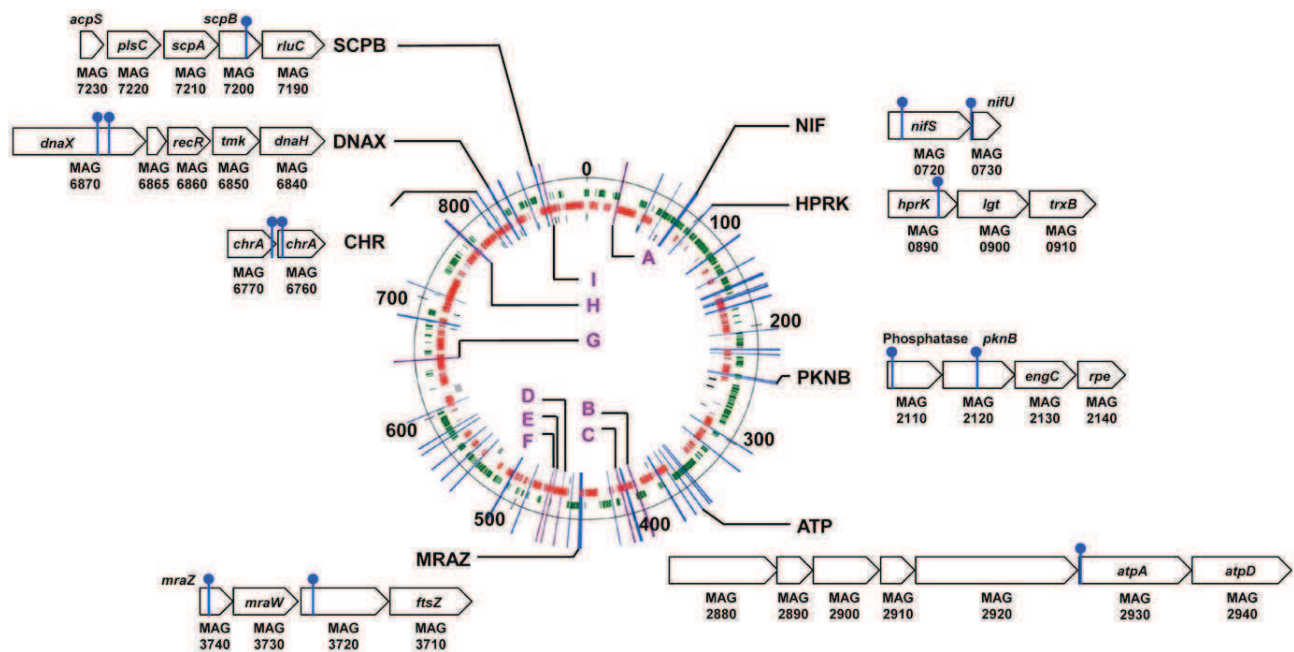 acpS
scpB
plsC
scpA
rluC
SCPB
MAG
7230
MAG
7220
MAG
7210
MAG
7200
MAG
7190
dnaX
recR
tmk
dnaH
DNAX
MAG
6870
MAG
6865
MAG
6860
MAG
6850
MAG
6840
chrA
chrA
CHR
MAG
6770
MAG
6760
NIF
nifS
nifU
MAG
0720
MAG
0730
HPRK
hprK
lgt
trxB
MAG
0890
MAG
0900
MAG
0910
0
100
200
300
400
500
600
700
800
A
I
H
G
D
E
F
B
C
PKNB
Phosphatase
pknB
engC
rpe
MAG
2110
MAG
2120
MAG
2130
MAG
2140
ATP
atpA
atpD
MAG
2880
MAG
2890
MAG
2900
MAG
2910
MAG
2920
MAG
2930
MAG
2940
MRAZ
mraZ
mraW
ftsZ
MAG
3740
MAG
3730
MAG
3720
MAG
3710